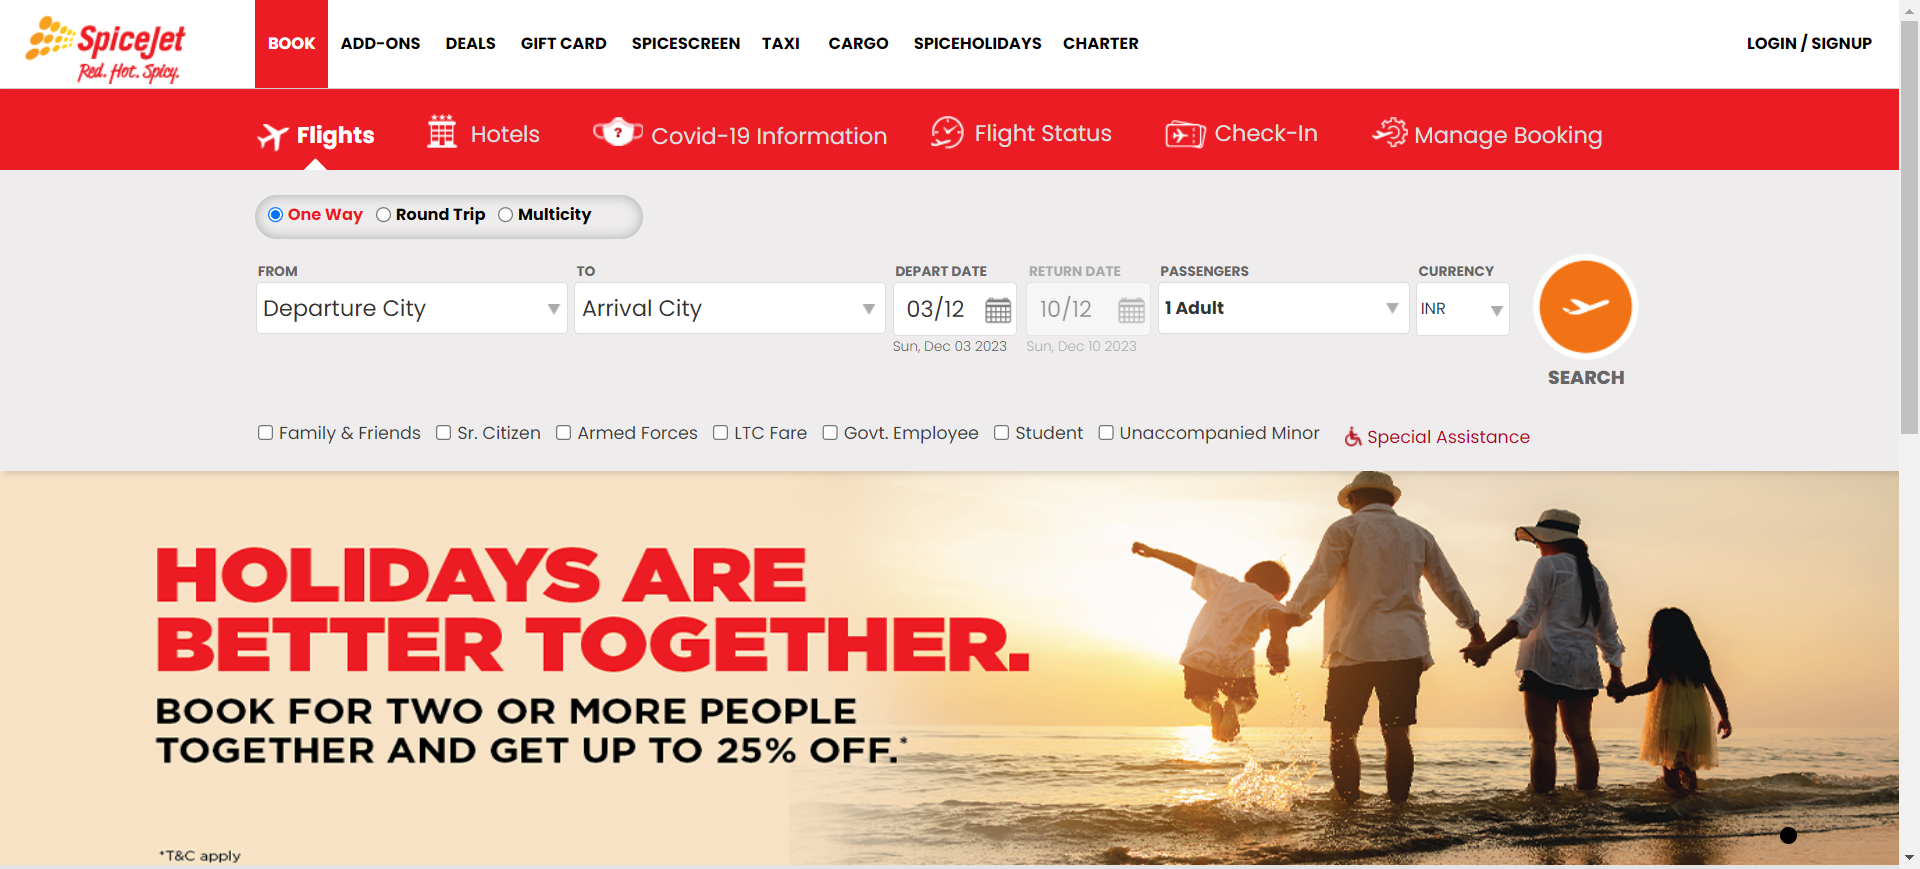 SpiceJet
Red. Hot. Spicy.
BOOK ADD-ONS DEALS GIFT CARD SPICESCREEN TAXI CARGO SPICEHOLIDAYS CHARTER LOGIN / SIGNUP
Flights Hotels ? Covid-19 Information Flight Status Check-In Manage Booking
One Way Round Trip Multicity
FROM TO DEPART DATE RETURN DATE PASSENGERS CURRENCY
Departure City Arrival City 03/12 10/12 1 Adult INR
Sun, Dec 03 2023 Sun, Dec 10 2023
SEARCH
Family & Friends Sr. Citizen Armed Forces LTC Fare Govt. Employee Student Unaccompanied Minor Special Assistance
HOLIDAYS ARE
BETTER TOGETHER.
BOOK FOR TWO OR MORE PEOPLE
TOGETHER AND GET UP TO 25% OFF.*
*T&C apply